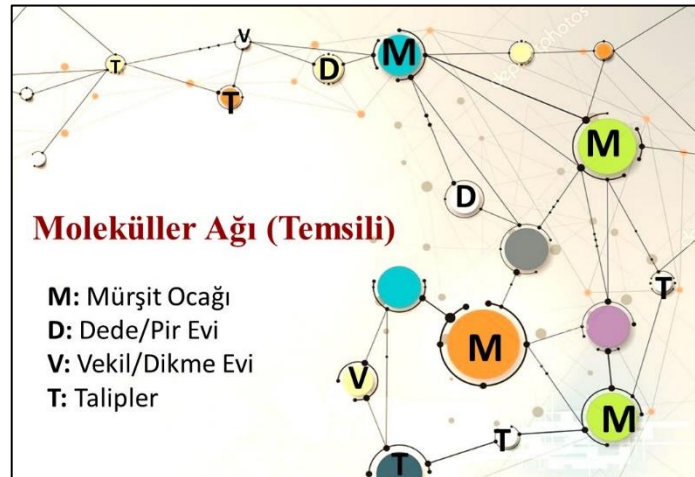 V
T
D
M
T
M
D
Moleküller Ağı (Temsili)
T
M: Mürşit Ocağı
D: Dede/Pir Evi
V: Vekil/Dikme Evi
T: Talipler
M
V
M
T
T